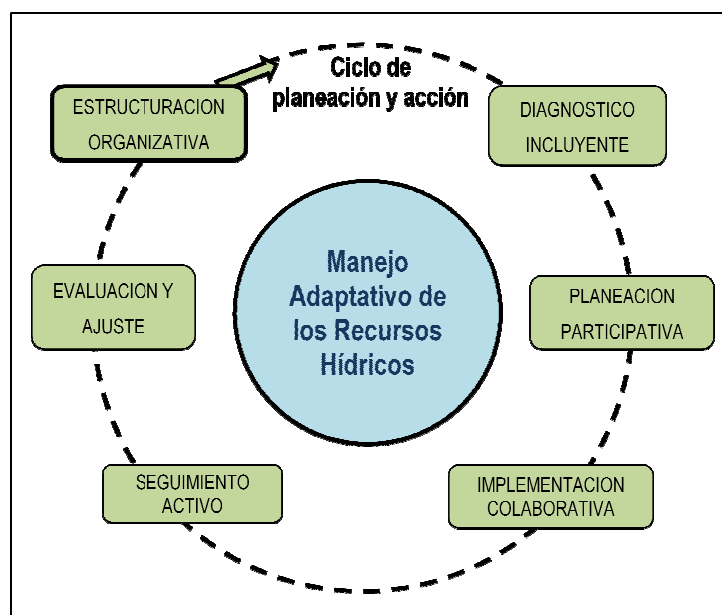 Ciclo de
planeación y acción
ESTRUCTURACION
ORGANIZATIVA
DIAGNOSTICO
INCLUYENTE
PLANEACION
PARTICIPATIVA
IMPLEMENTACION
COLABORATIVA
SEGUIMIENTO
ACTIVO
EVALUACION Y
AJUSTE
Manejo
Adaptativo de
los Recursos
Hídricos